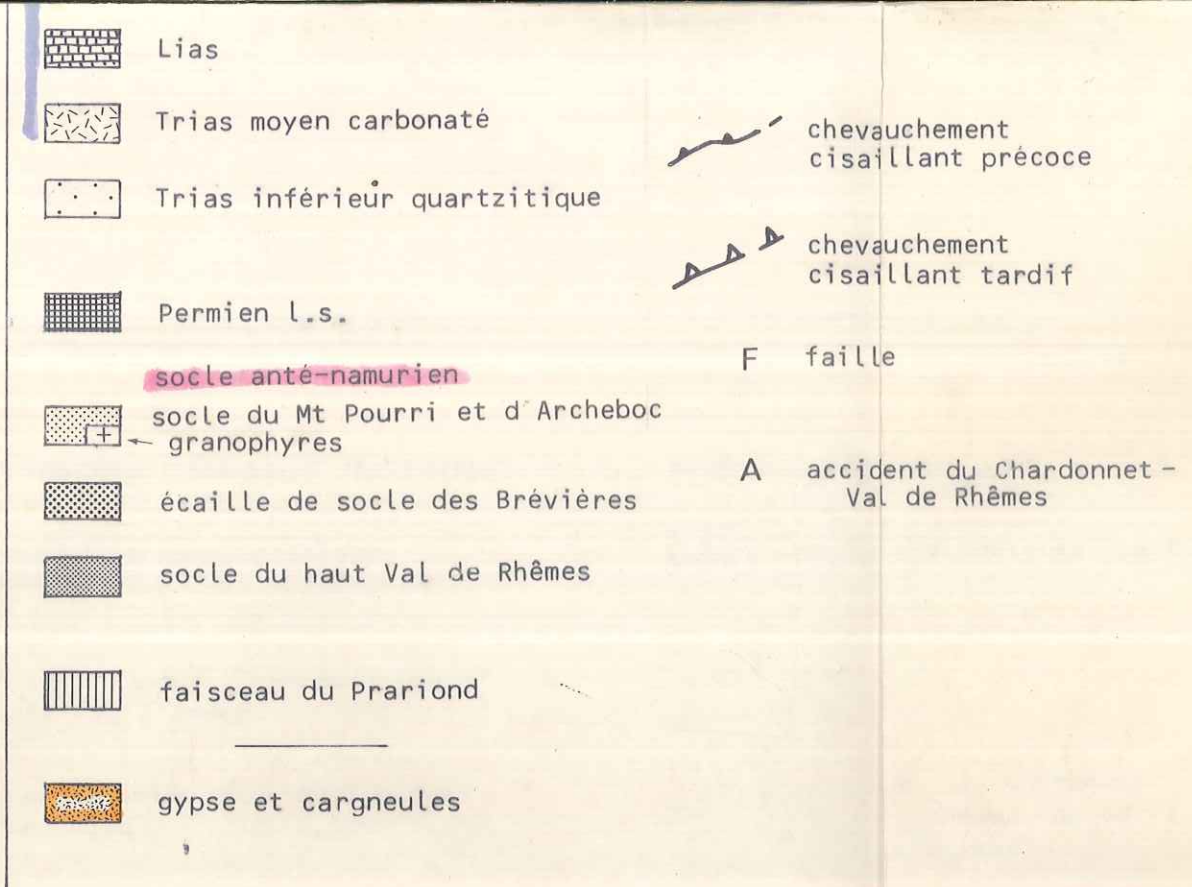 Lias
Trias moyen carbonaté
Trias inférieur quartzitique
Permien l.s.
socle anté-namurien
socle du Mt Pourri et d'Archeboc
granophyres
écaille de socle des Brévières
socle du haut Val de Rhêmes
faisceau du Prariond
gypse et cargneules
chevauchement
cisaillant précoce
chevauchement
cisaillant tardif
F faille
A accident du Chardonnet -
Val de Rhêmes